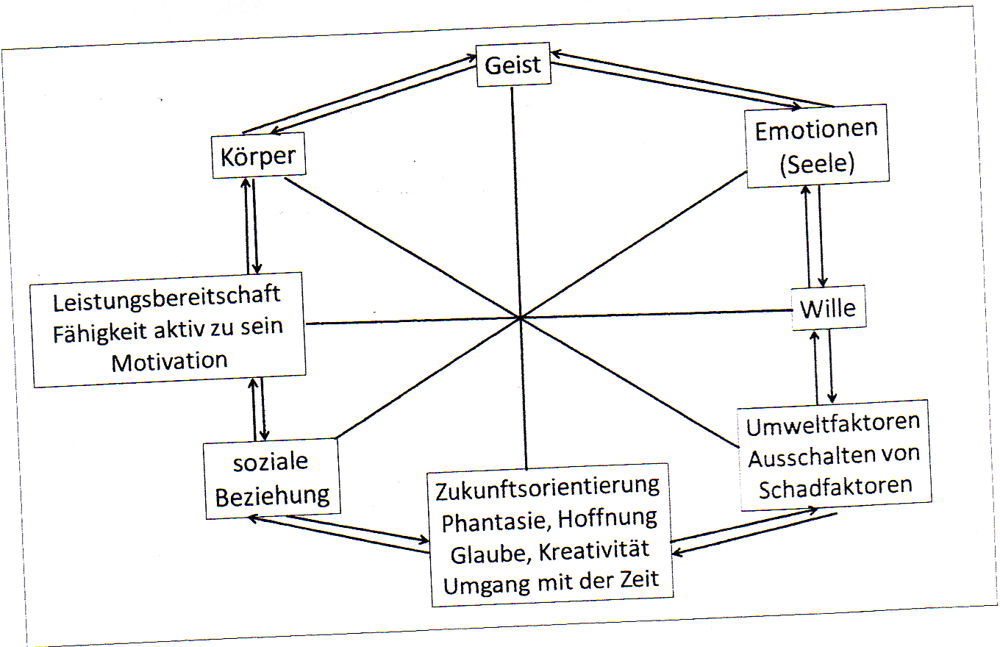 Geist
Emotionen
(Seele)
Körper
Leistungsbereitschaft
Fähigkeit aktiv zu sein
Motivation
Wille
soziale
Beziehung
Zukunftsorientierung
Phantasie, Hoffnung
Glaube, Kreativität
Umgang mit der Zeit
Umweltfaktoren
Ausschalten von
Schadfaktoren